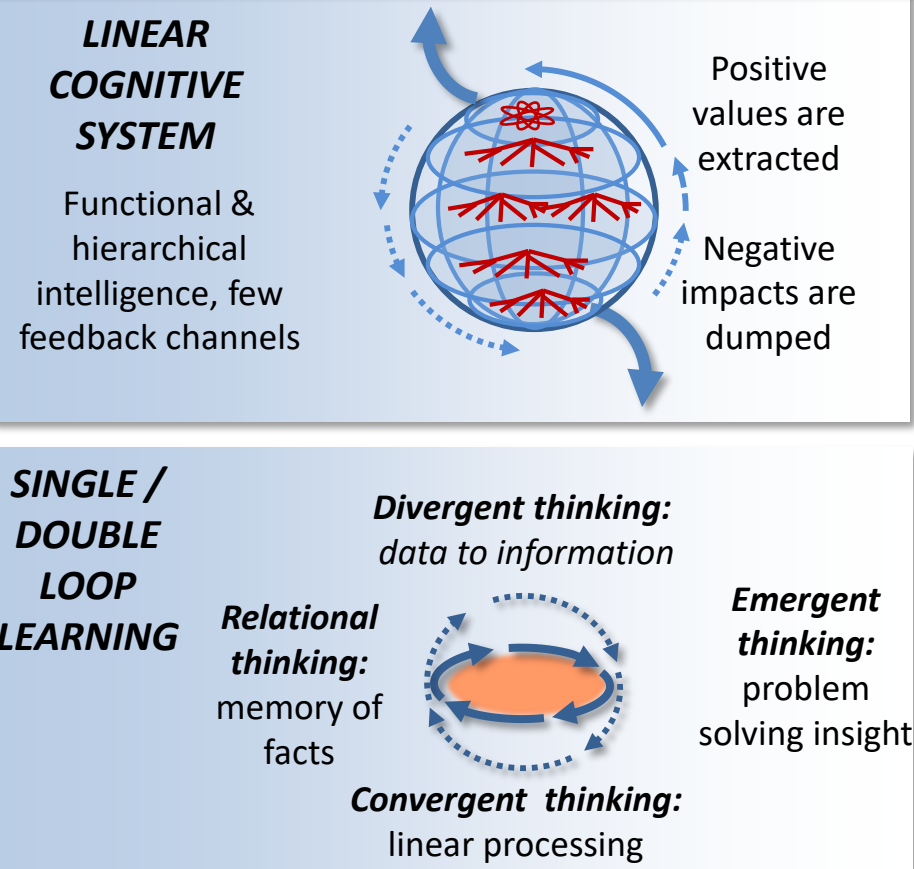 LINEAR
COGNITIVE
SYSTEM
Functional &
hierarchical
intelligence, few
feedback channels
Positive
values are
extracted
Negative
impacts are
dumped
SINGLE /
DOUBLE
LOOP
LEARNING
Divergent thinking:
data to information
Relational
thinking:
memory of
facts
Emergent
thinking:
problem
solving insight
Convergent thinking:
linear processing